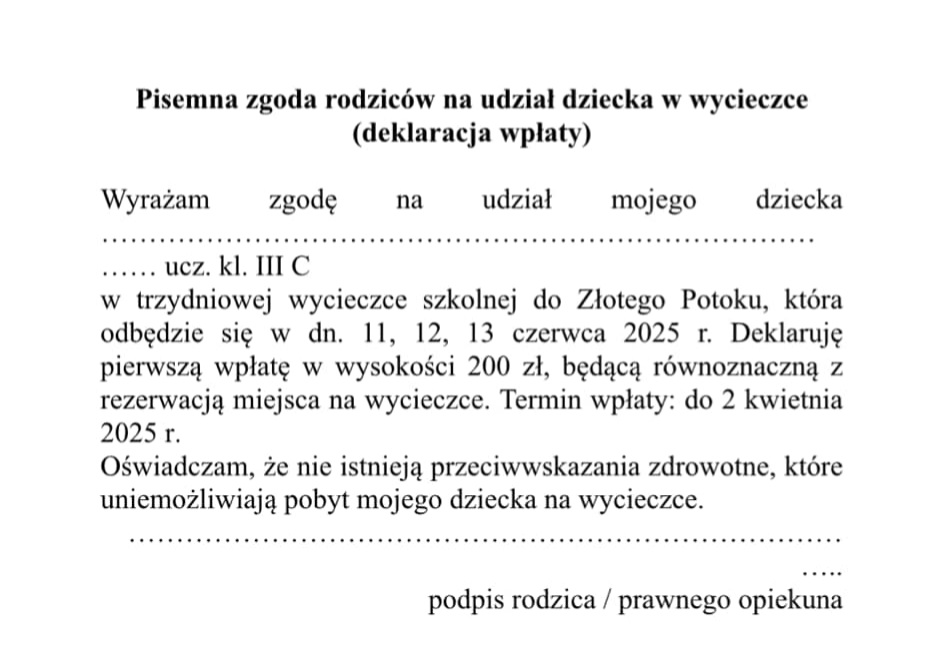 Pisemna zgoda rodziców na udział dziecka w wycieczce
(deklaracja wpłaty)
Wyrażam zgodę na udział mojego dziecka
……………………………………………………………………
…… ucz. kl. III C
w trzydniowej wycieczce szkolnej do Złotego Potoku, która
odbędzie się w dn. 11, 12, 13 czerwca 2025 r. Deklaruję
pierwszą wpłatę w wysokości 200 zł, będącą równoznaczną z
rezerwacją miejsca na wycieczce. Termin wpłaty: do 2 kwietnia
2025 r.
Oświadczam, że nie istnieją przeciwwskazania zdrowotne, które
uniemożliwiają pobyt mojego dziecka na wycieczce.
……………………………………………………………………
…..
podpis rodzica / prawnego opiekuna